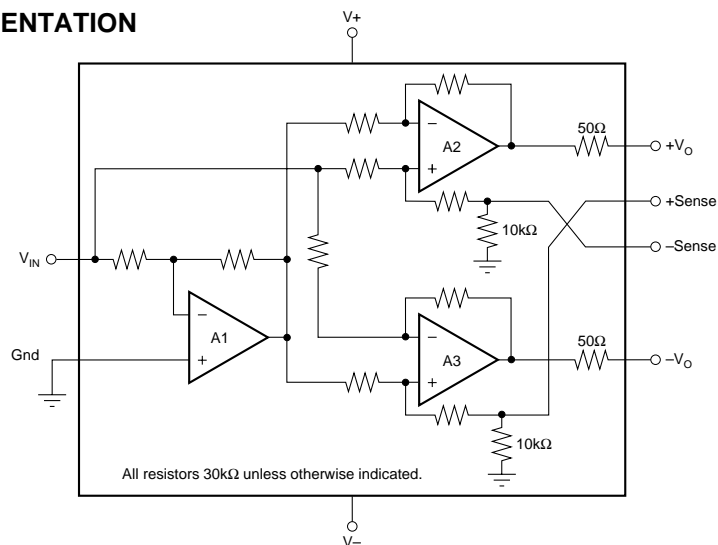 ENTATION
V+
50Ω
+VO
A2
−
+
+Sense
10kΩ
–Sense
VIN
−
A1
+
Gnd
−
A3
+
50Ω
–VO
10kΩ
All resistors 30kΩ unless otherwise indicated.
V–